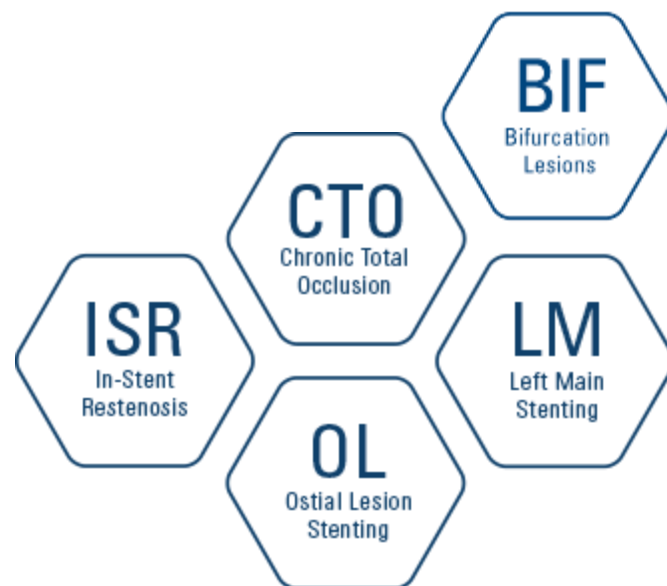 BIF
Bifurcation
Lesions
CTO
Chronic Total
Occlusion
ISR
In-Stent
Restenosis
LM
Left Main
Stenting
OL
Ostial Lesion
Stenting